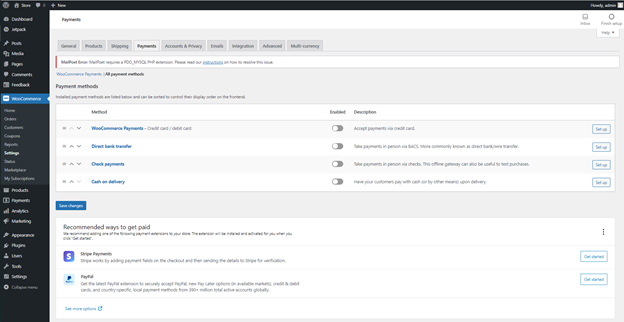 Store 0 + New
Howdy, admin
Payments
Inbox
Finish setup
Help
Dashboard
Jetpack
Posts
Media
Pages
Comments
Feedback
WooCommerce
Home
Orders
Customers
Coupons
Reports
Settings
Status
Marketplace
My Subscriptions
Products
Payments
Analytics
Marketing
Appearance
Plugins
Users
Tools
Settings
Collapse menu
General Products Shipping Payments Accounts & Privacy Emails Integration Advanced Multi-currency
MailPoet Error: MailPoet requires a PDO_MYSQL PHP extension. Please read our instructions on how to resolve this issue.
WooCommerce Payments | All payment methods
Payment methods
Installed payment methods are listed below and can be sorted to control their display order on the frontend.
Method Enabled Description
WooCommerce Payments – Credit card / debit card Accept payments via credit card. Set up
Direct bank transfer Take payments in person via BACS. More commonly known as direct bank/wire transfer. Set up
Check payments Take payments in person via checks. This offline gateway can also be useful to test purchases. Set up
Cash on delivery Have your customers pay with cash (or by other means) upon delivery. Set up
Save changes
Recommended ways to get paid
We recommend adding one of the following payment extensions to your store. The extension will be installed and activated for you when you
click "Get started".
Stripe Payments
Stripe works by adding payment fields on the checkout and then sending the details to Stripe for verification. Get started
PayPal
Get the latest PayPal extension to securely accept PayPal, new Pay Later options (in available markets), credit & debit
cards, and country-specific, local payment methods from 390+ million total active accounts globally. Get started
See more options